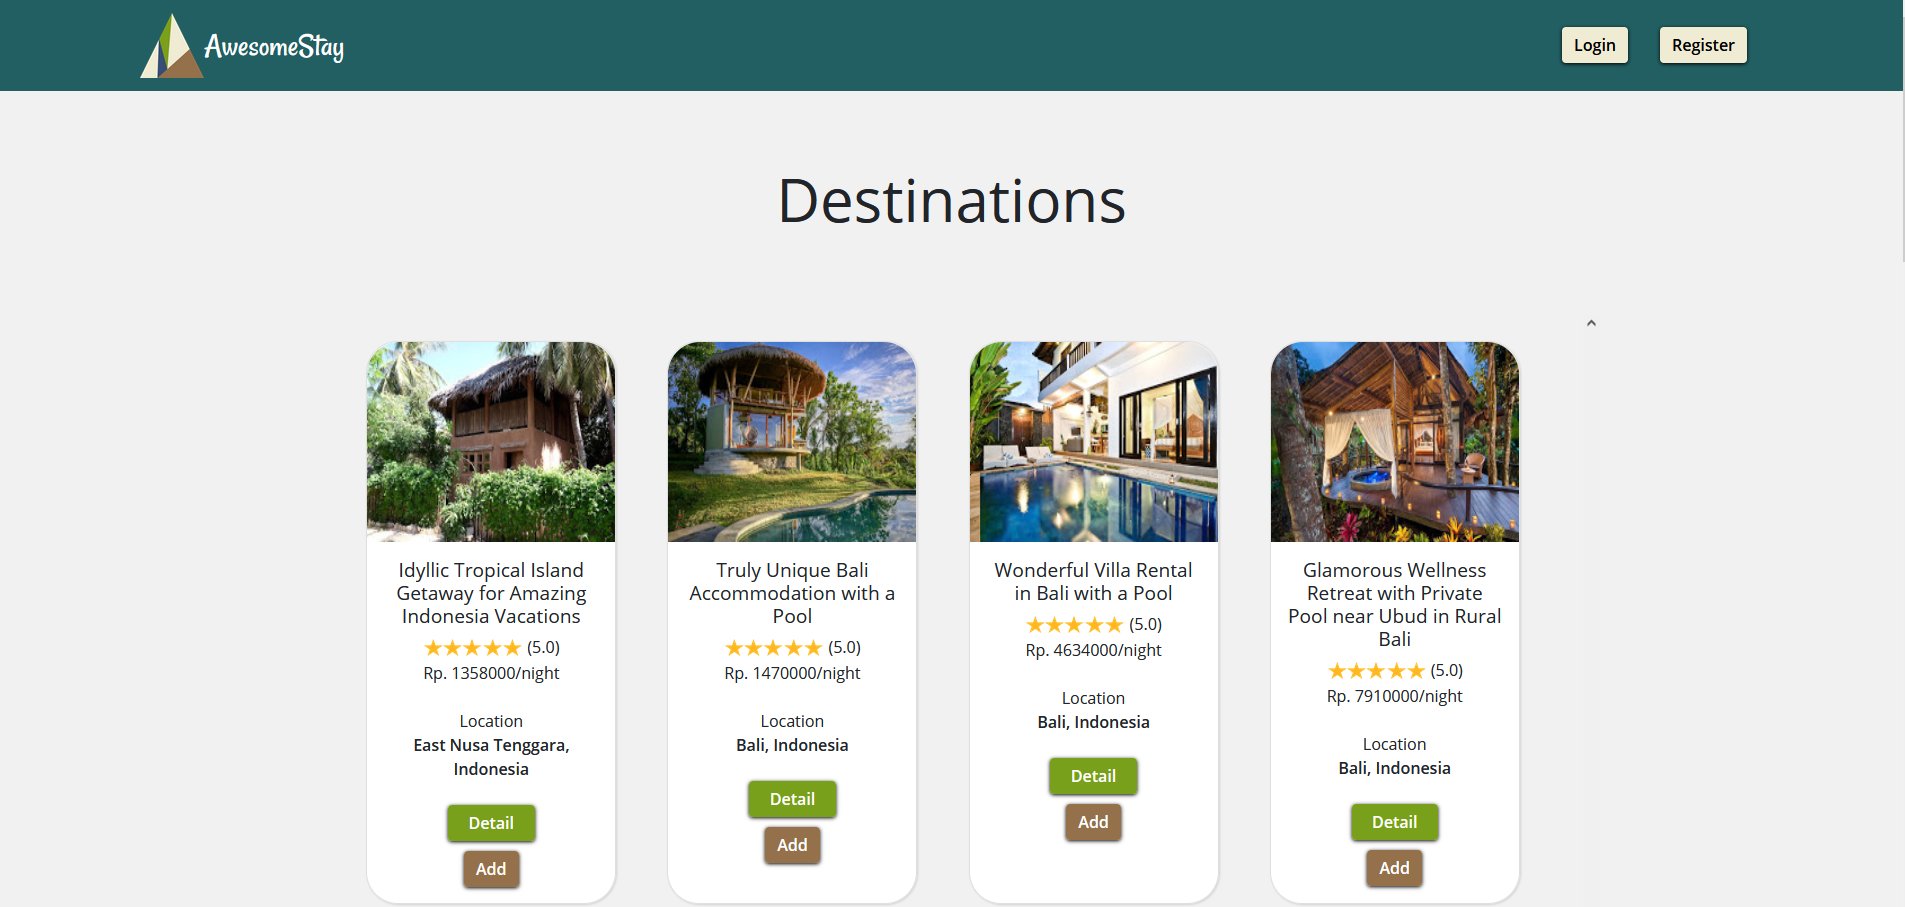 AwesomeStay
Login
Register
Destinations
Idyllic Tropical Island
Getaway for Amazing
Indonesia Vacations
(5.0)
Rp. 1358000/night
Location
East Nusa Tenggara,
Indonesia
Detail
Add
Truly Unique Bali
Accommodation with a
Pool
(5.0)
Rp. 1470000/night
Location
Bali, Indonesia
Detail
Add
Wonderful Villa Rental
in Bali with a Pool
(5.0)
Rp. 4634000/night
Location
Bali, Indonesia
Detail
Add
Glamorous Wellness
Retreat with Private
Pool near Ubud in Rural
Bali
(5.0)
Rp. 7910000/night
Location
Bali, Indonesia
Detail
Add